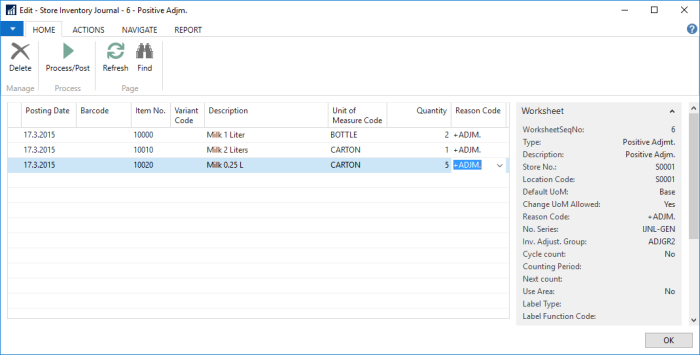 Edit - Store Inventory Journal - 6 - Positive Adjm.
HOME ACTIONS NAVIGATE REPORT
Delete Process/Post Refresh Find
Manage Process Page
Posting Date Barcode Item No. Variant Code Description Unit of Measure Code Quantity Reason Code
17.3.2015 10000 Milk 1 Liter BOTTLE 2 +ADJM.
17.3.2015 10010 Milk 2 Liters CARTON 1 +ADJM.
17.3.2015 10020 Milk 0.25 L CARTON 5 +ADJM.
Worksheet
WorksheetSeqNo: 6
Type: Positive Adjmt.
Description: Positive Adjm.
Store No.: S0001
Location Code: S0001
Default UoM: Base
Change UoM Allowed: Yes
Reason Code: +ADJM.
No. Series: IJNL-GEN
Inv. Adjust. Group: ADJGR2
Cycle count: No
Counting Period:
Next count:
Use Area: No
Label Type:
Label Function Code:
OK